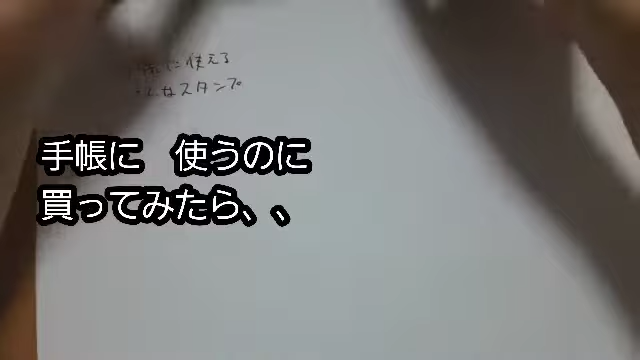 に使える
なスタンプ
手帳に 使うのに
買ってみたら、、